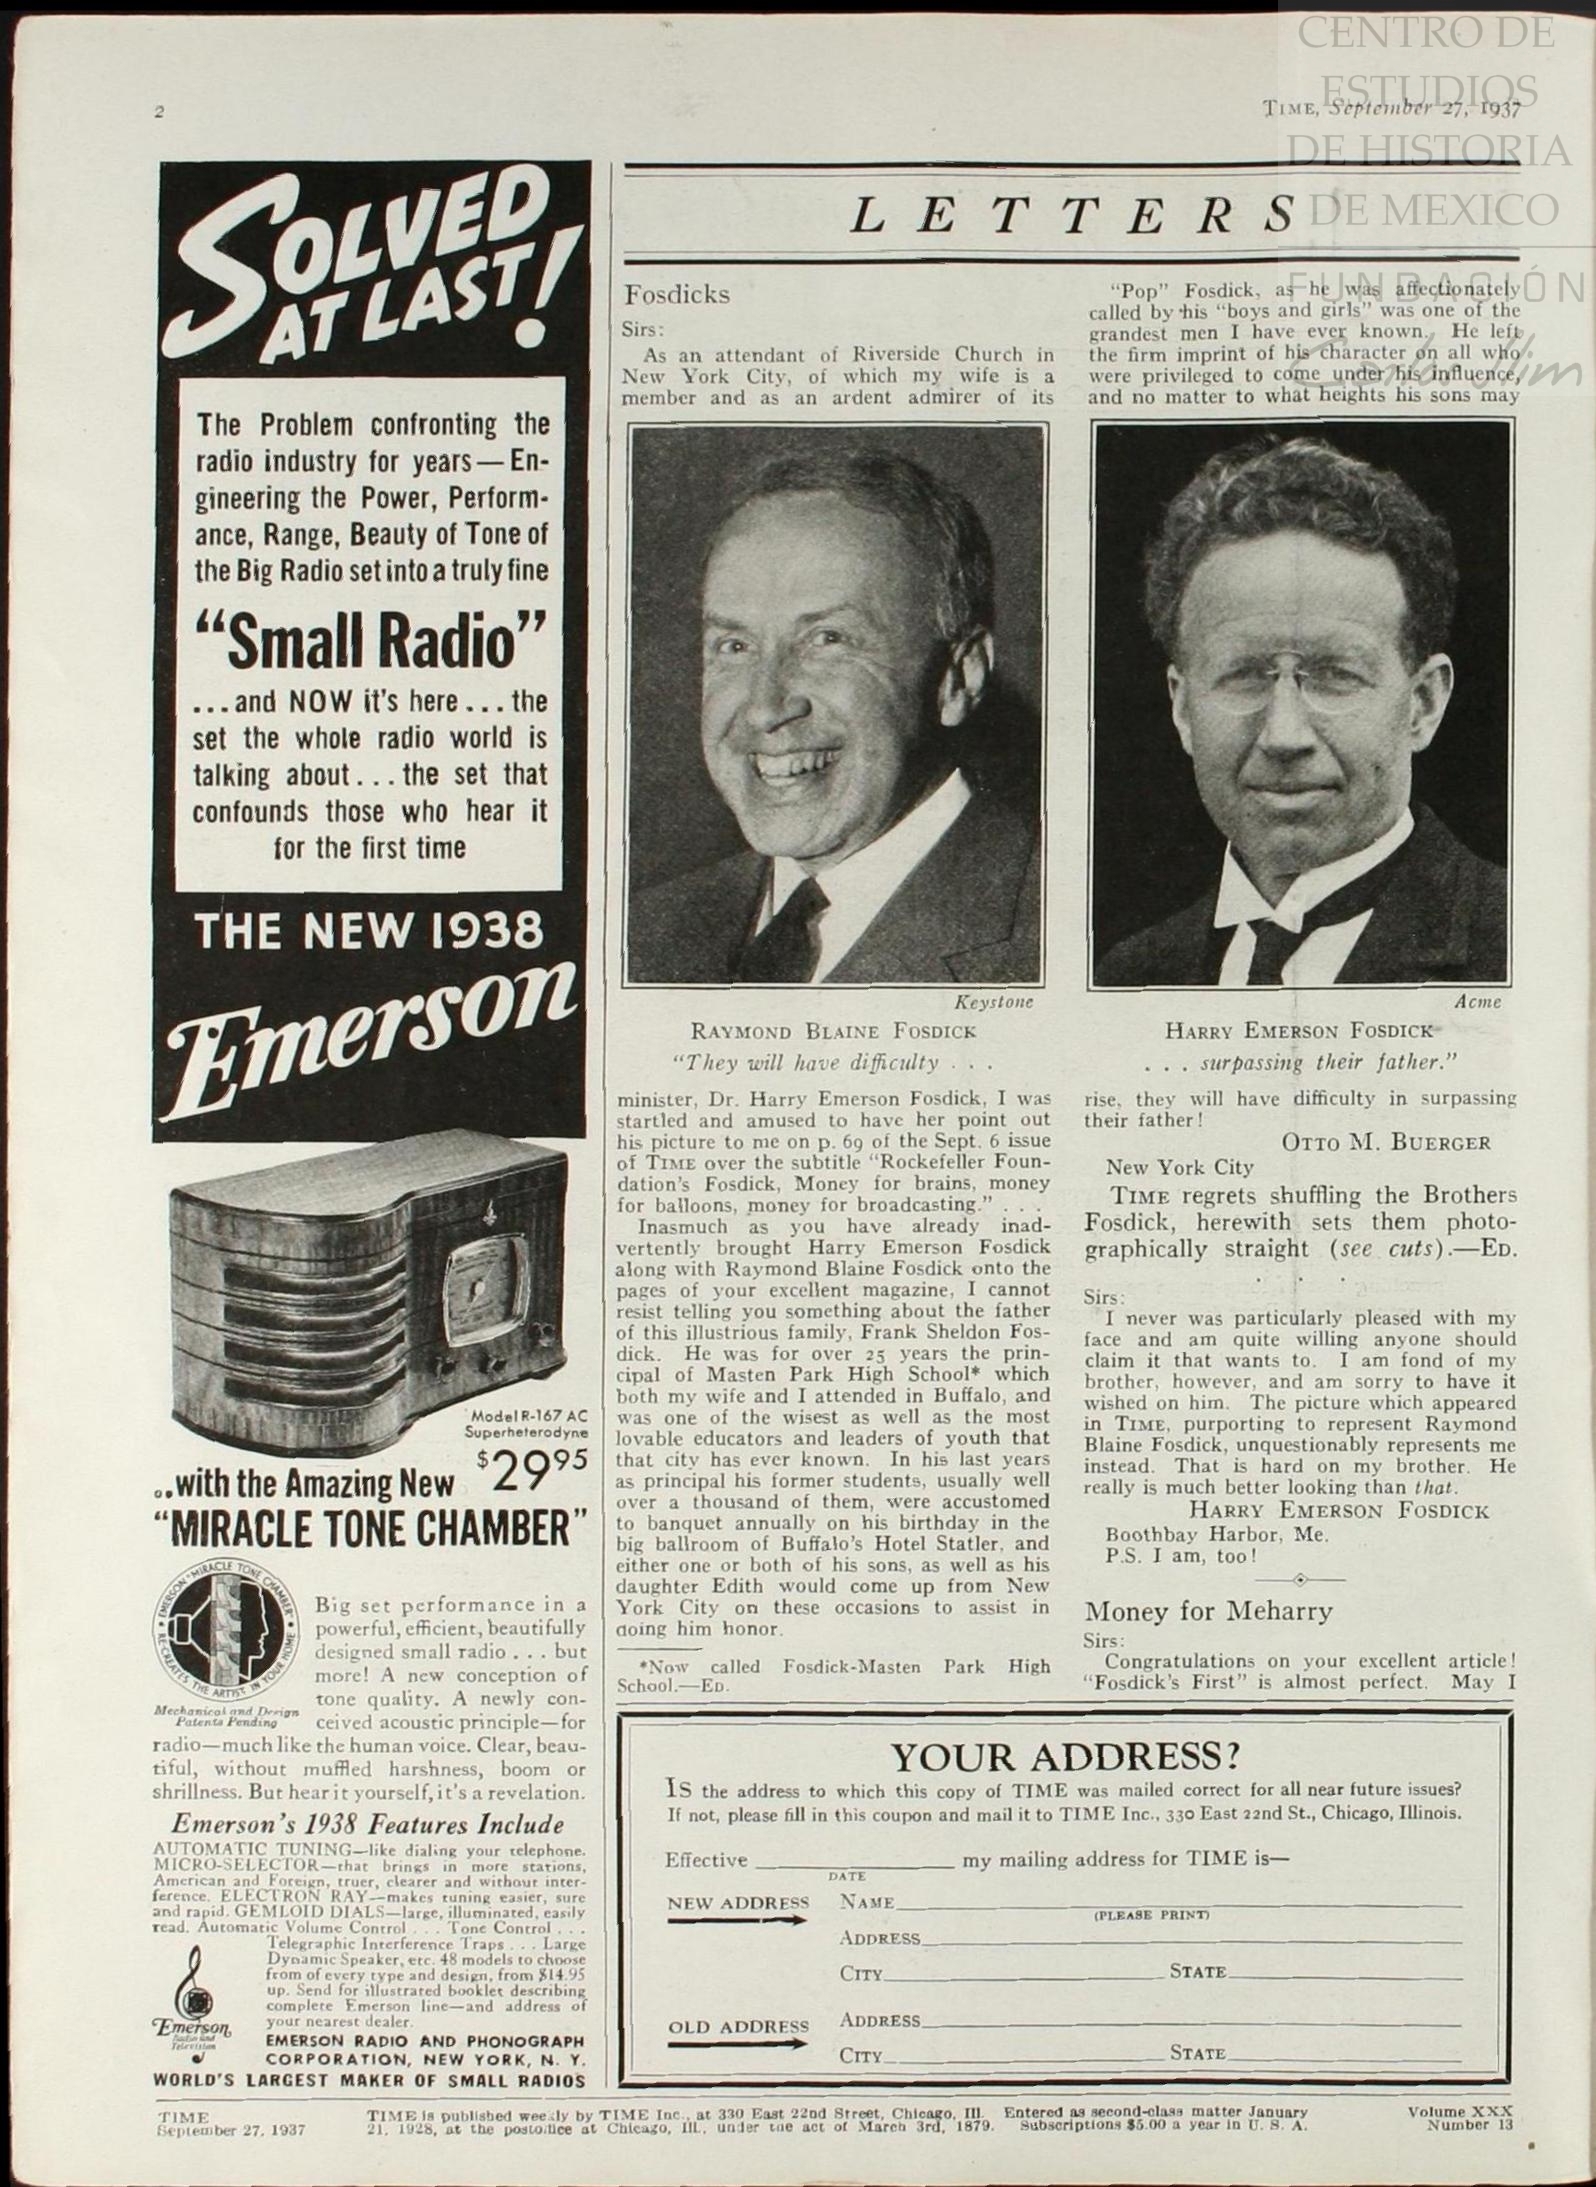 CENTRO DE
ESTUDIOS
DE HISTORIA
DE MEXICO
FUNDACIÓN
Carlos Slim
2
TIME, September 27, 1937
SOLVED
AT LAST!
The Problem confronting the
radio industry for years—En-
gineering the Power, Perform-
ance, Range, Beauty of Tone of
the Big Radio set into a truly fine
"Small Radio"
...and NOW it's here...the
set the whole radio world is
talking about...the set that
confounds those who hear it
for the first time
THE NEW 1938
Emerson
Model R-167 AC
Superheterodyne
$29 95
..with the Amazing New
"MIRACLE TONE CHAMBER"
EMERSON "MIRACLE TONE CHAMBER"
RE-CREATES THE ARTIST IN YOUR HOME
Mechanical and Design
Patents Pending
Big set performance in a
powerful, efficient, beautifully
designed small radio . . . but
more! A new conception of
tone quality. A newly con-
ceived acoustic principle—for
radio—much like the human voice. Clear, beau-
tiful, without muffled harshness, boom or
shrillness. But hear it yourself, it's a revelation.
Emerson's 1938 Features Include
AUTOMATIC TUNING—like dialing your telephone.
MICRO-SELECTOR—that brings in more stations,
American and Foreign, truer, clearer and without inter-
ference. ELECTRON RAY—makes tuning easier, sure
and rapid. GEMLOID DIALS—large, illuminated, easily
read. Automatic Volume Control . . . Tone Control . . .
Telegraphic Interference Traps . . . Large
Dynamic Speaker, etc. 48 models to choose
from of every type and design, from $14.95
up. Send for illustrated booklet describing
complete Emerson line—and address of
your nearest dealer.
Emerson
Radio and
Television
EMERSON RADIO AND PHONOGRAPH
CORPORATION, NEW YORK, N. Y.
WORLD'S LARGEST MAKER OF SMALL RADIOS
LETTERS
Fosdicks
Sirs:
As an attendant of Riverside Church in
New York City, of which my wife is a
member and as an ardent admirer of its
Keystone
RAYMOND BLAINE FOSDICK
"They will have difficulty . . .
minister, Dr. Harry Emerson Fosdick, I was
startled and amused to have her point out
his picture to me on p. 69 of the Sept. 6 issue
of TIME over the subtitle "Rockefeller Foun-
dation's Fosdick, Money for brains, money
for balloons, money for broadcasting." . . .
Inasmuch as you have already inad-
vertently brought Harry Emerson Fosdick
along with Raymond Blaine Fosdick onto the
pages of your excellent magazine, I cannot
resist telling you something about the father
of this illustrious family, Frank Sheldon Fos-
dick. He was for over 25 years the prin-
cipal of Masten Park High School* which
both my wife and I attended in Buffalo, and
was one of the wisest as well as the most
lovable educators and leaders of youth that
that city has ever known. In his last years
as principal his former students, usually well
over a thousand of them, were accustomed
to banquet annually on his birthday in the
big ballroom of Buffalo's Hotel Statler, and
either one or both of his sons, as well as his
daughter Edith would come up from New
York City on these occasions to assist in
doing him honor.
*Now called Fosdick-Masten Park High
School.—ED.
"Pop" Fosdick, as he was affectionately
called by his "boys and girls" was one of the
grandest men I have ever known. He left
the firm imprint of his character on all who
were privileged to come under his influence,
and no matter to what heights his sons may
Acme
HARRY EMERSON FOSDICK
. . . surpassing their father."
rise, they will have difficulty in surpassing
their father!
OTTO M. BUERGER
New York City
TIME regrets shuffling the Brothers
Fosdick, herewith sets them photo-
graphically straight (see cuts).—ED.
Sirs:
I never was particularly pleased with my
face and am quite willing anyone should
claim it that wants to. I am fond of my
brother, however, and am sorry to have it
wished on him. The picture which appeared
in TIME, purporting to represent Raymond
Blaine Fosdick, unquestionably represents me
instead. That is hard on my brother. He
really is much better looking than that.
HARRY EMERSON FOSDICK
Boothbay Harbor, Me.
P.S. I am, too!
Money for Meharry
Sirs:
Congratulations on your excellent article!
"Fosdick's First" is almost perfect. May I
YOUR ADDRESS?
IS the address to which this copy of TIME was mailed correct for all near future issues?
If not, please fill in this coupon and mail it to TIME Inc., 330 East 22nd St., Chicago, Illinois.
Effective my mailing address for TIME is—
DATE
NEW ADDRESS NAME
(PLEASE PRINT)
ADDRESS
CITY STATE
OLD ADDRESS ADDRESS
CITY STATE
TIME
September 27, 1937
TIME is published weekly by TIME Inc., at 330 East 22nd Street, Chicago, Ill. Entered as second-class matter January
21, 1928, at the postoffice at Chicago, Ill., under the act of March 3rd, 1879. Subscriptions $5.00 a year in U. S. A.
Volume XXX
Number 13